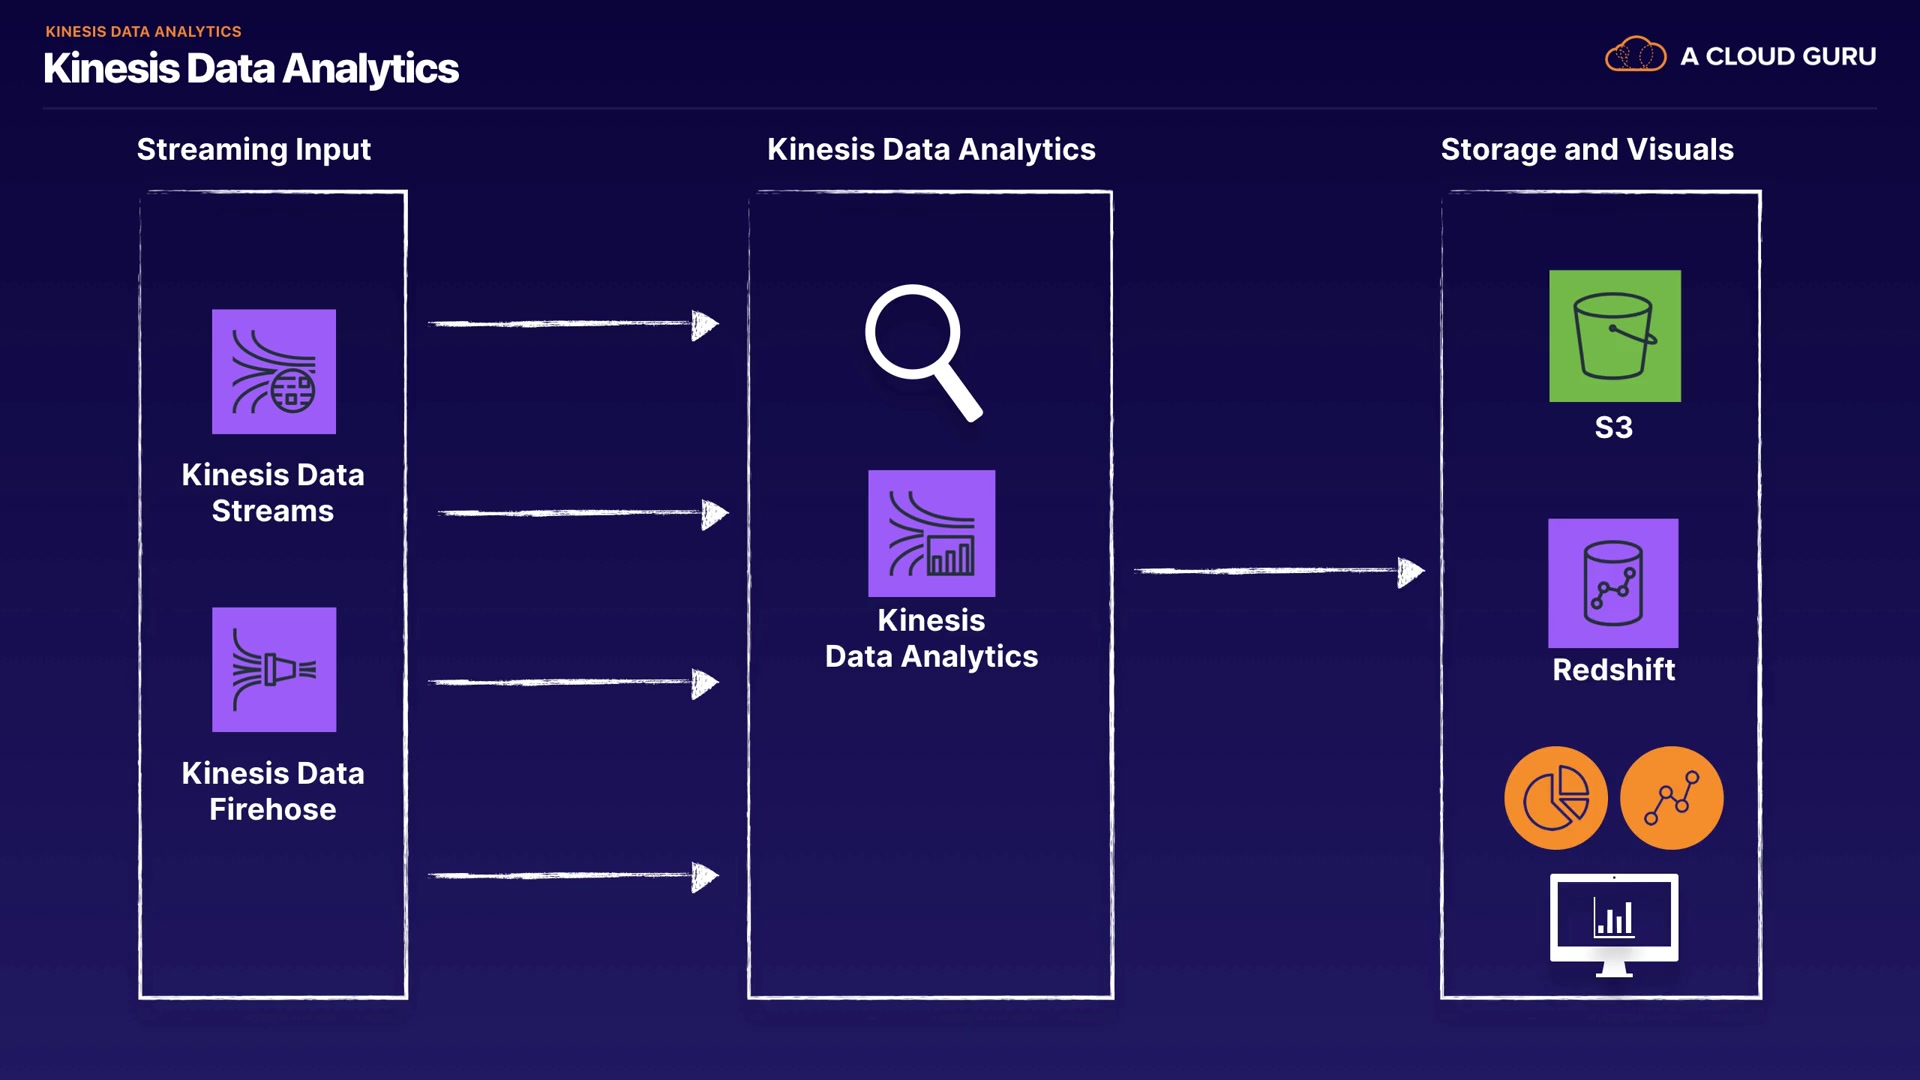 KINESIS DATA ANALYTICS
Kinesis Data Analytics
A CLOUD GURU
Streaming Input
Kinesis Data
Streams
Kinesis Data
Firehose
Kinesis Data Analytics
Kinesis
Data Analytics
Storage and Visuals
S3
Redshift